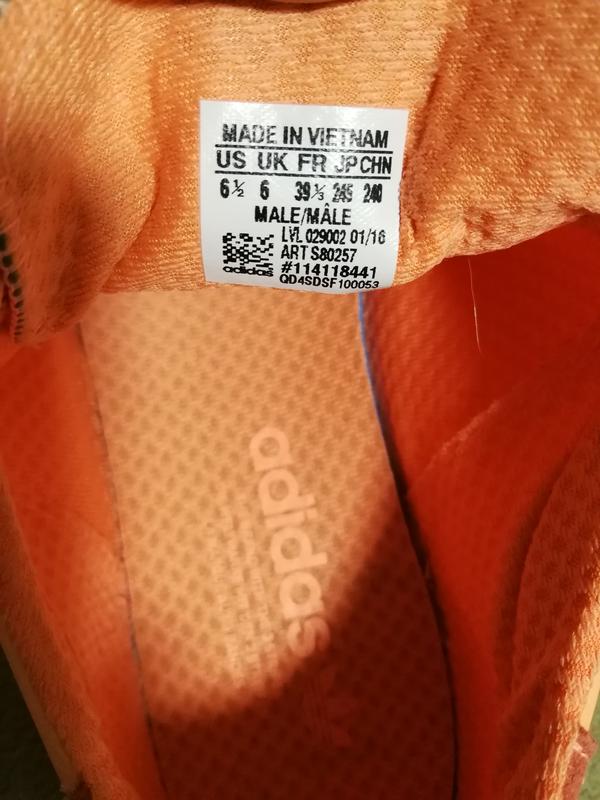 MADE IN VIETNAM
US UK FR JP CHN
6½ 6 39⅓ 245 240
MALE/MÂLE
LVL 029002 01/16
ART S80257
#114118441
adidas
QD4SDSF100053
adidas